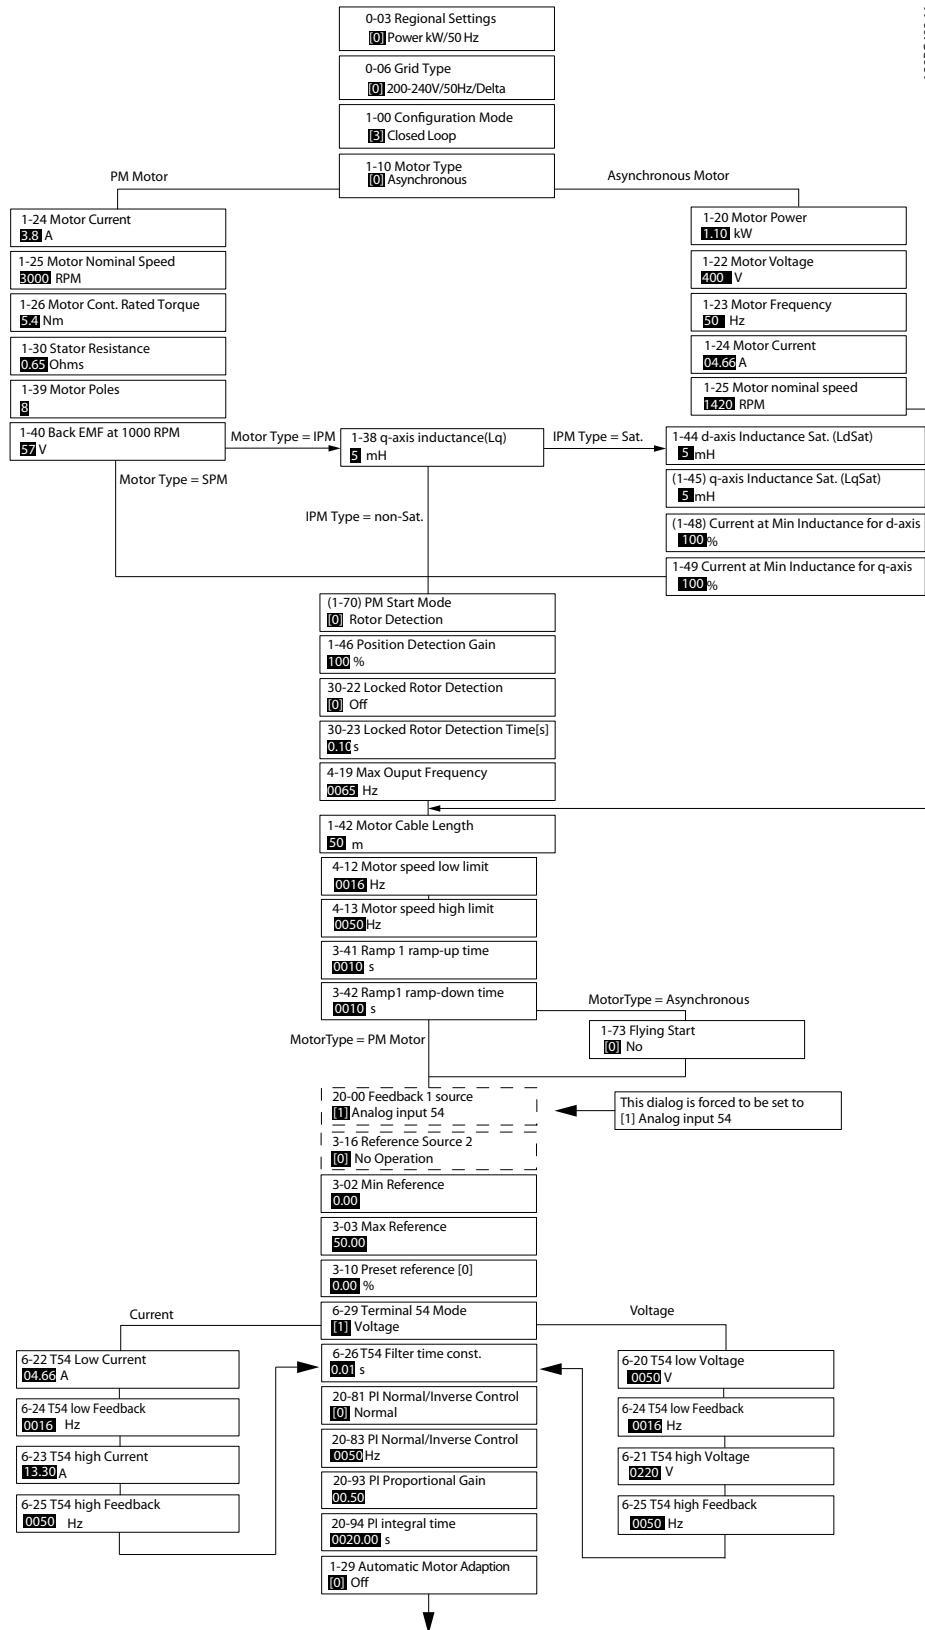 0-03 Regional Settings
[0] Power kW/50 Hz
0-06 Grid Type
[0] 200-240V/50Hz/Delta
1-00 Configuration Mode
[3] Closed Loop
1-10 Motor Type
[0] Asynchronous
PM Motor
Asynchronous Motor
1-24 Motor Current
3.8 A
1-25 Motor Nominal Speed
3000 RPM
1-26 Motor Cont. Rated Torque
5.4 Nm
1-30 Stator Resistance
0.65 Ohms
1-39 Motor Poles
8
1-40 Back EMF at 1000 RPM
57 V
1-20 Motor Power
1.10 kW
1-22 Motor Voltage
400 V
1-23 Motor Frequency
50 Hz
1-24 Motor Current
04.66 A
1-25 Motor nominal speed
1420 RPM
Motor Type = IPM
Motor Type = SPM
1-38 q-axis inductance(Lq)
5 mH
IPM Type = Sat.
IPM Type = non-Sat.
1-44 d-axis Inductance Sat. (LdSat)
5 mH
(1-45) q-axis Inductance Sat. (LqSat)
5 mH
(1-48) Current at Min Inductance for d-axis
100 %
1-49 Current at Min Inductance for q-axis
100 %
(1-70) PM Start Mode
[0] Rotor Detection
1-46 Position Detection Gain
100 %
30-22 Locked Rotor Detection
[0] Off
30-23 Locked Rotor Detection Time[s]
0.10 s
4-19 Max Ouput Frequency
0065 Hz
1-42 Motor Cable Length
50 m
4-12 Motor speed low limit
0016 Hz
4-13 Motor speed high limit
0050 Hz
3-41 Ramp 1 ramp-up time
0010 s
3-42 Ramp1 ramp-down time
0010 s
MotorType = Asynchronous
1-73 Flying Start
[0] No
MotorType = PM Motor
20-00 Feedback 1 source
[1] Analog input 54
This dialog is forced to be set to
[1] Analog input 54
3-16 Reference Source 2
[0] No Operation
3-02 Min Reference
0.00
3-03 Max Reference
50.00
3-10 Preset reference [0]
0.00 %
6-29 Terminal 54 Mode
[1] Voltage
Current
Voltage
6-22 T54 Low Current
04.66 A
6-24 T54 low Feedback
0016 Hz
6-23 T54 high Current
13.30 A
6-25 T54 high Feedback
0050 Hz
6-26 T54 Filter time const.
0.01 s
20-81 PI Normal/Inverse Control
[0] Normal
20-83 PI Normal/Inverse Control
0050 Hz
20-93 PI Proportional Gain
00.50
20-94 PI integral time
0020.00 s
1-29 Automatic Motor Adaption
[0] Off
6-20 T54 low Voltage
0050 V
6-24 T54 low Feedback
0016 Hz
6-21 T54 high Voltage
0220 V
6-25 T54 high Feedback
0050 Hz